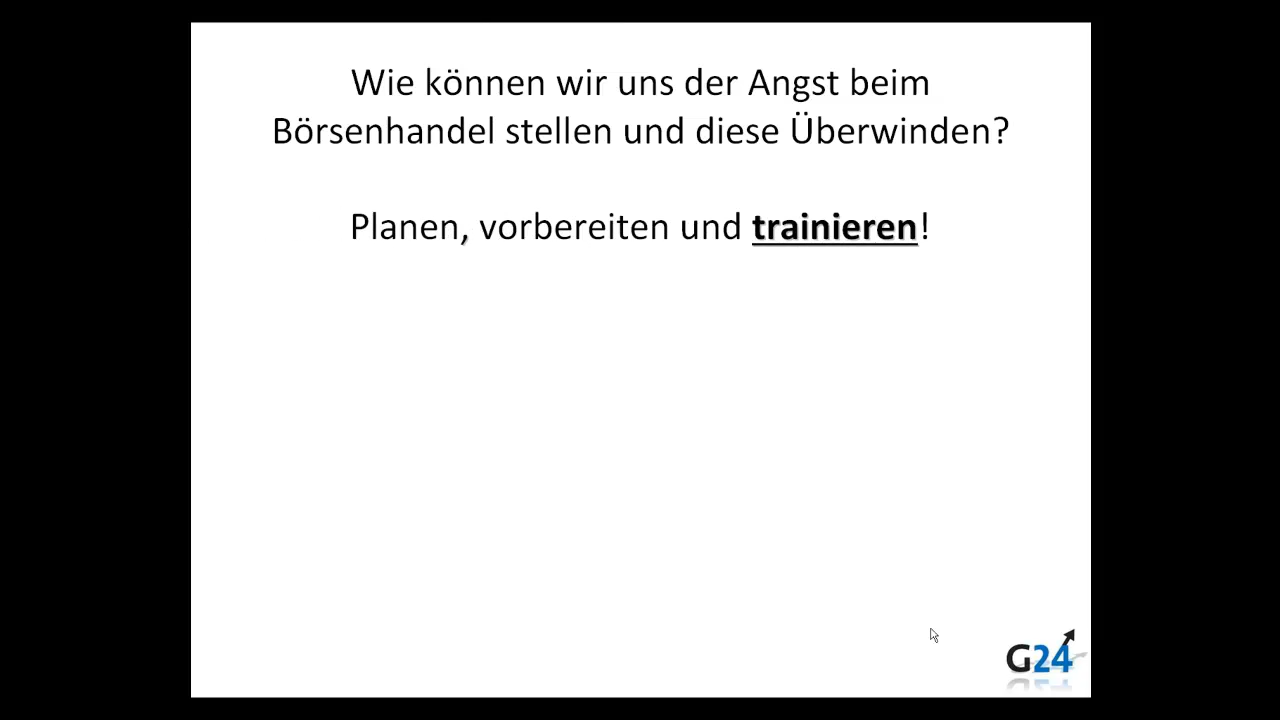 Wie können wir uns der Angst beim
Börsenhandel stellen und diese Überwinden?
Planen, vorbereiten und trainieren!
G24